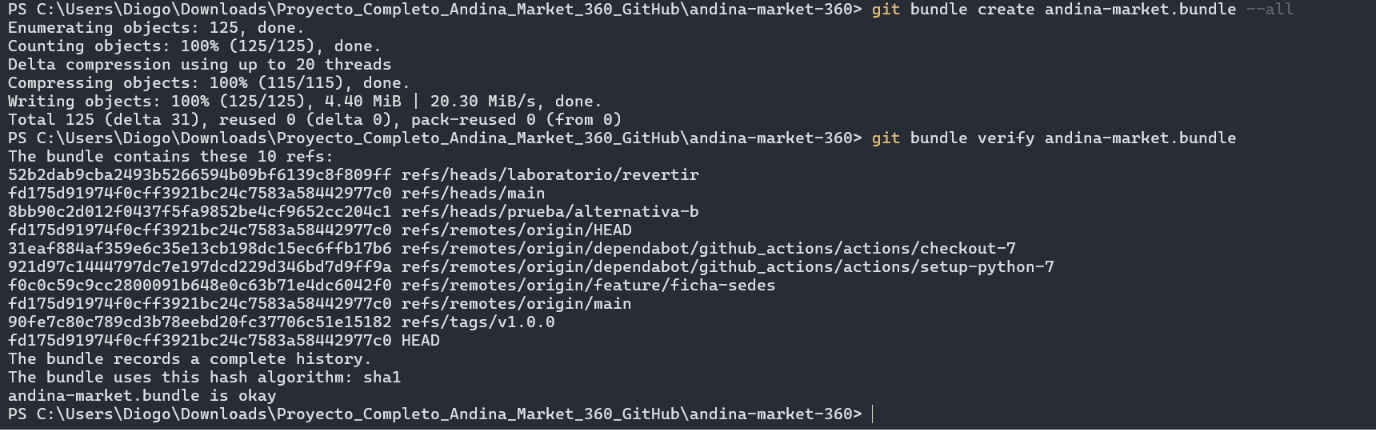 PS C:\Users\Diogo\Downloads\Proyecto_Completo_Andina_Market_360_GitHub\andina-market-360> git bundle create andina-market.bundle --all
Enumerating objects: 125, done.
Counting objects: 100% (125/125), done.
Delta compression using up to 20 threads
Compressing objects: 100% (115/115), done.
Writing objects: 100% (125/125), 4.40 MiB | 20.30 MiB/s, done.
Total 125 (delta 31), reused 0 (delta 0), pack-reused 0 (from 0)
PS C:\Users\Diogo\Downloads\Proyecto_Completo_Andina_Market_360_GitHub\andina-market-360> git bundle verify andina-market.bundle
The bundle contains these 10 refs:
52b2dab9cba2493b5266594b09bf6139c8f809ff refs/heads/laboratorio/revertir
fd175d91974f0cff3921bc24c7583a58442977c0 refs/heads/main
8bb90c2d012f0437f5fa9852be4cf9652cc204c1 refs/heads/prueba/alternativa-b
fd175d91974f0cff3921bc24c7583a58442977c0 refs/remotes/origin/HEAD
31eaf884af359e6c35e13cb198dc15ec6ffb17b6 refs/remotes/origin/dependabot/github_actions/actions/checkout-7
921d97c1444797dc7e197dcd229d346bd7d9ff9a refs/remotes/origin/dependabot/github_actions/actions/setup-python-7
f0c0c59c9cc2800091b648e0c63b71e4dc6042f0 refs/remotes/origin/feature/ficha-sedes
fd175d91974f0cff3921bc24c7583a58442977c0 refs/remotes/origin/main
90fe7c80c789cd3b78eebd20fc37706c51e15182 refs/tags/v1.0.0
fd175d91974f0cff3921bc24c7583a58442977c0 HEAD
The bundle records a complete history.
The bundle uses this hash algorithm: sha1
andina-market.bundle is okay
PS C:\Users\Diogo\Downloads\Proyecto_Completo_Andina_Market_360_GitHub\andina-market-360>